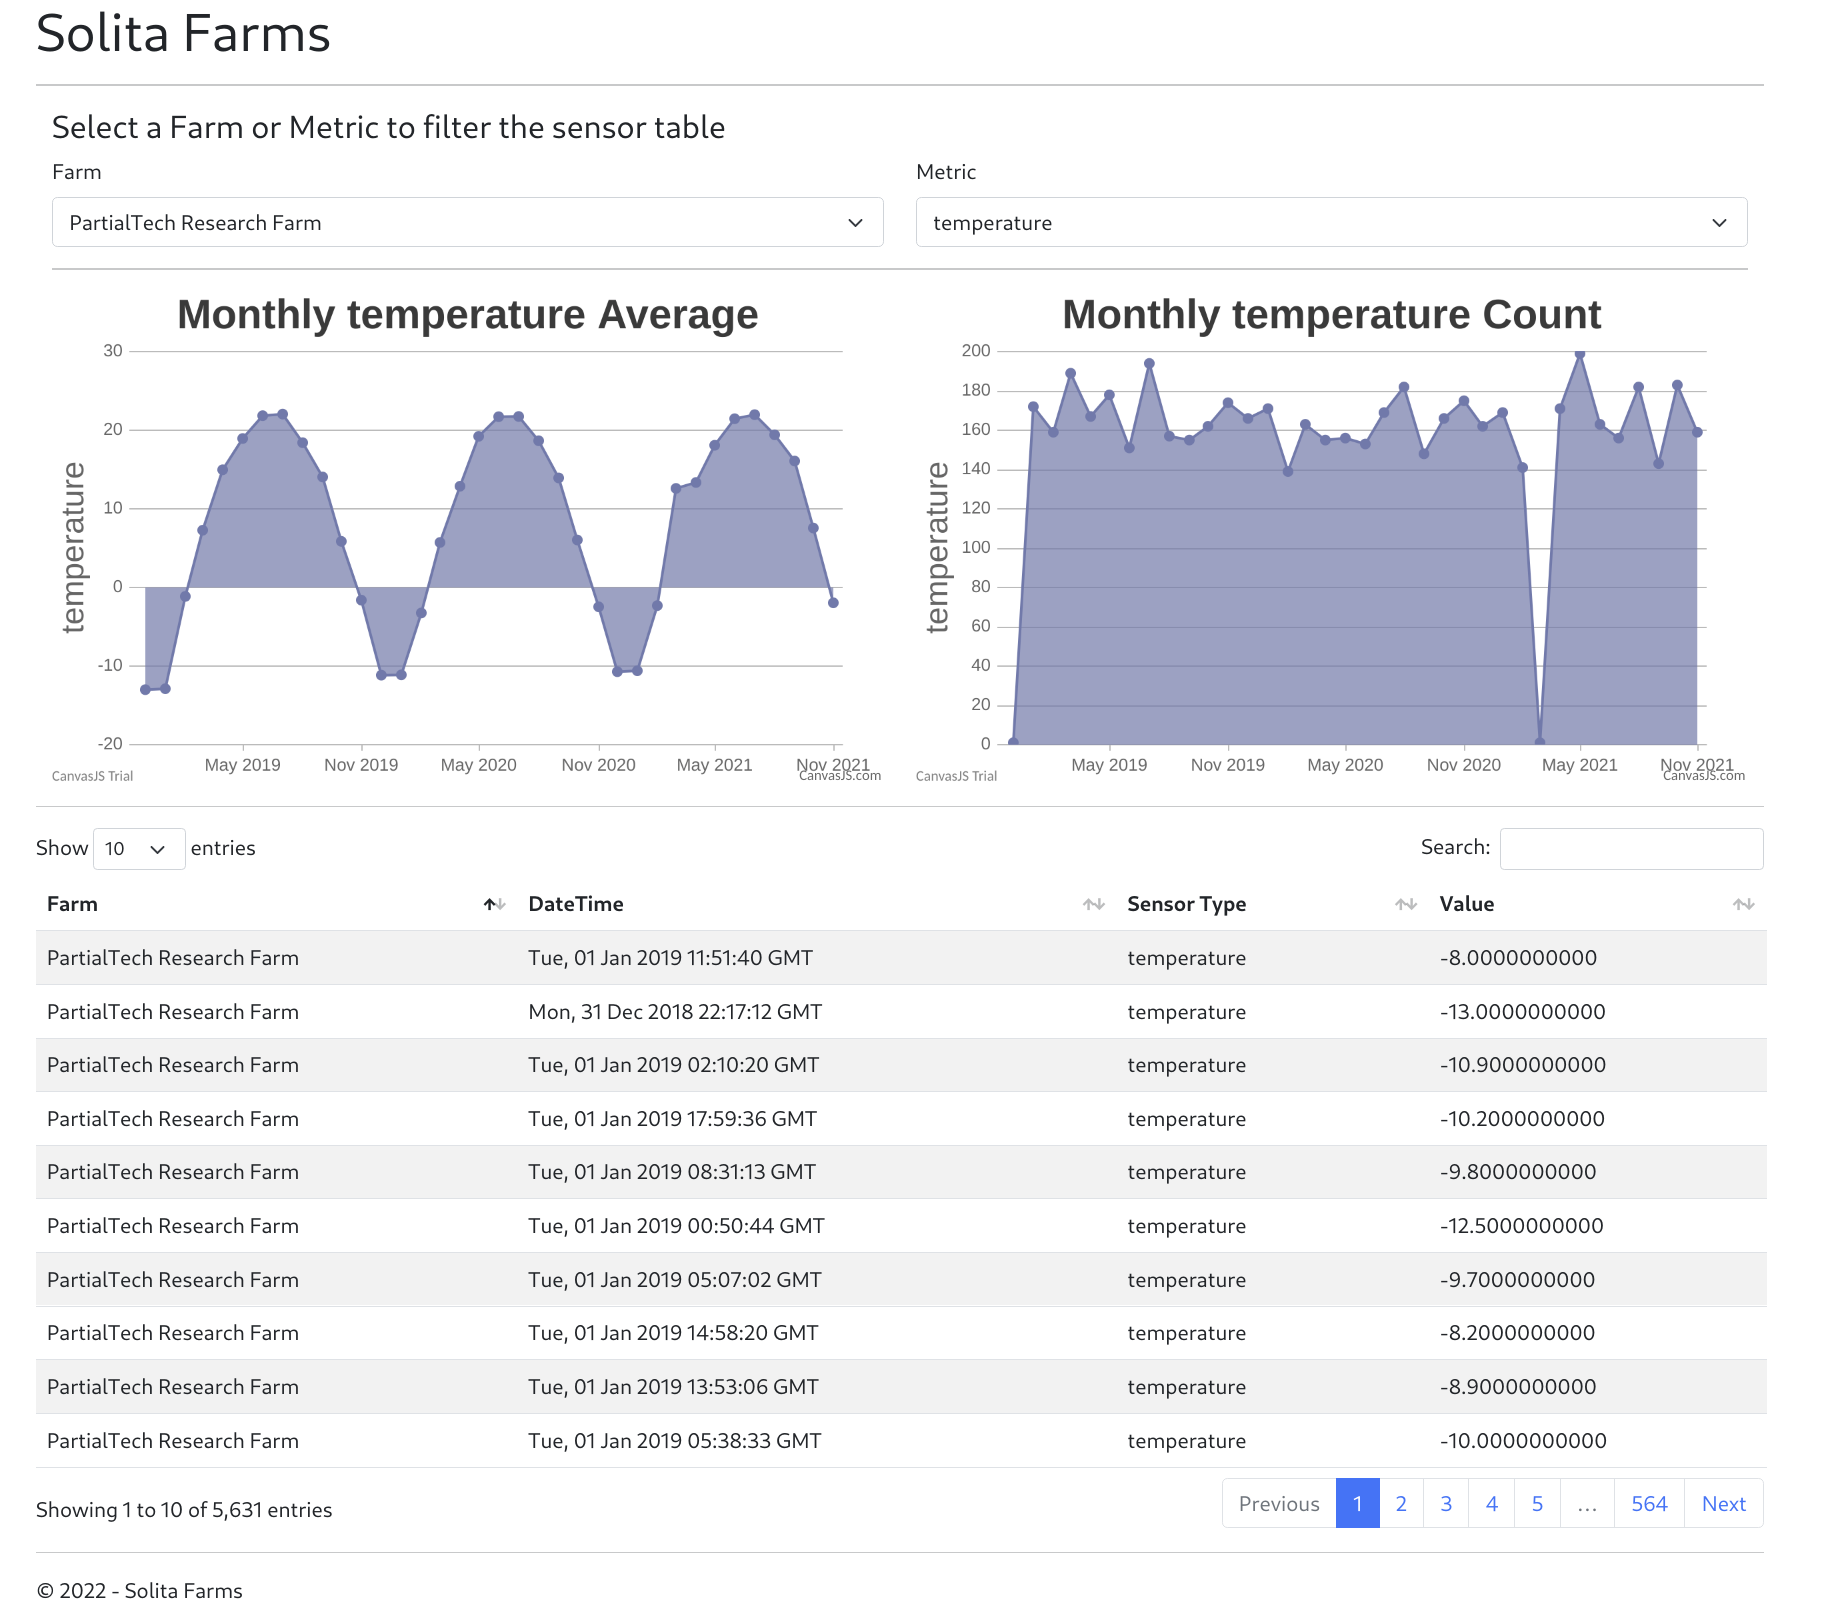 Solita Farms
Select a Farm or Metric to filter the sensor table
Farm
Metric
PartialTech Research Farm
temperature
Monthly temperature Average
30
20
10
0
-10
-20
temperature
May 2019
Nov 2019
May 2020
Nov 2020
May 2021
Nov 2021
CanvasJS Trial
CanvasJS.com
Monthly temperature Count
200
180
160
140
120
100
80
60
40
20
0
temperature
May 2019
Nov 2019
May 2020
Nov 2020
May 2021
Nov 2021
CanvasJS Trial
CanvasJS.com
Show 10 entries
Search:
Farm DateTime Sensor Type Value
PartialTech Research Farm Tue, 01 Jan 2019 11:51:40 GMT temperature -8.0000000000
PartialTech Research Farm Mon, 31 Dec 2018 22:17:12 GMT temperature -13.0000000000
PartialTech Research Farm Tue, 01 Jan 2019 02:10:20 GMT temperature -10.9000000000
PartialTech Research Farm Tue, 01 Jan 2019 17:59:36 GMT temperature -10.2000000000
PartialTech Research Farm Tue, 01 Jan 2019 08:31:13 GMT temperature -9.8000000000
PartialTech Research Farm Tue, 01 Jan 2019 00:50:44 GMT temperature -12.5000000000
PartialTech Research Farm Tue, 01 Jan 2019 05:07:02 GMT temperature -9.7000000000
PartialTech Research Farm Tue, 01 Jan 2019 14:58:20 GMT temperature -8.2000000000
PartialTech Research Farm Tue, 01 Jan 2019 13:53:06 GMT temperature -8.9000000000
PartialTech Research Farm Tue, 01 Jan 2019 05:38:33 GMT temperature -10.0000000000
Showing 1 to 10 of 5,631 entries
Previous 1 2 3 4 5 … 564 Next
© 2022 - Solita Farms